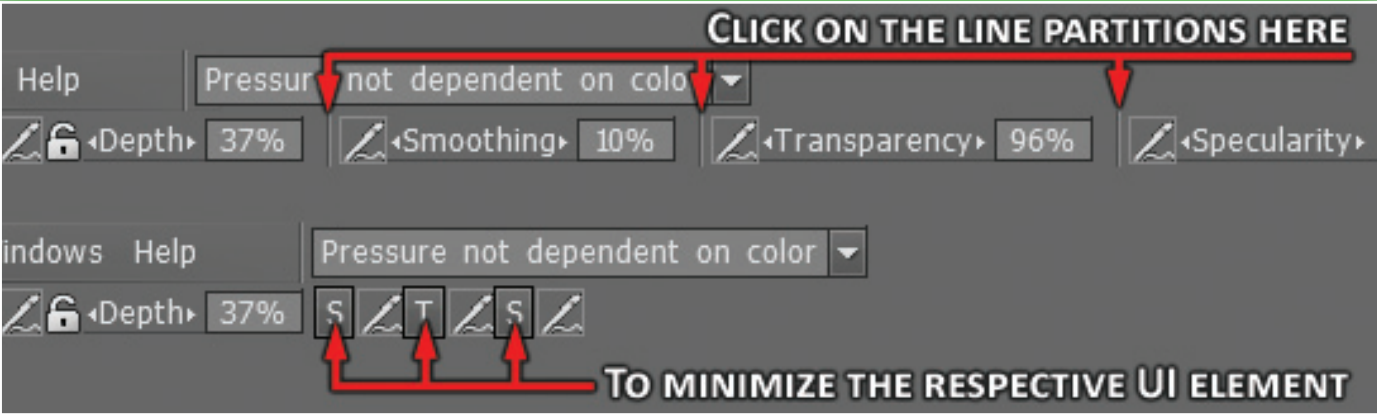 CLICK ON THE LINE PARTITIONS HERE
Help Pressur not dependent on colo
Depth 37% Smoothing 10% Transparency 96% Specularity
indows Help Pressure not dependent on color
Depth 37% S T S
TO MINIMIZE THE RESPECTIVE UI ELEMENT